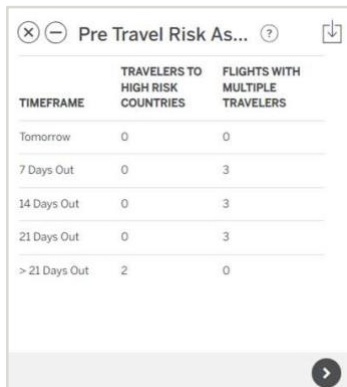 Pre Travel Risk As... ?
TIMEFRAME TRAVELERS TO HIGH RISK COUNTRIES FLIGHTS WITH MULTIPLE TRAVELERS
Tomorrow 0 0
7 Days Out 0 3
14 Days Out 0 3
21 Days Out 0 3
> 21 Days Out 2 0